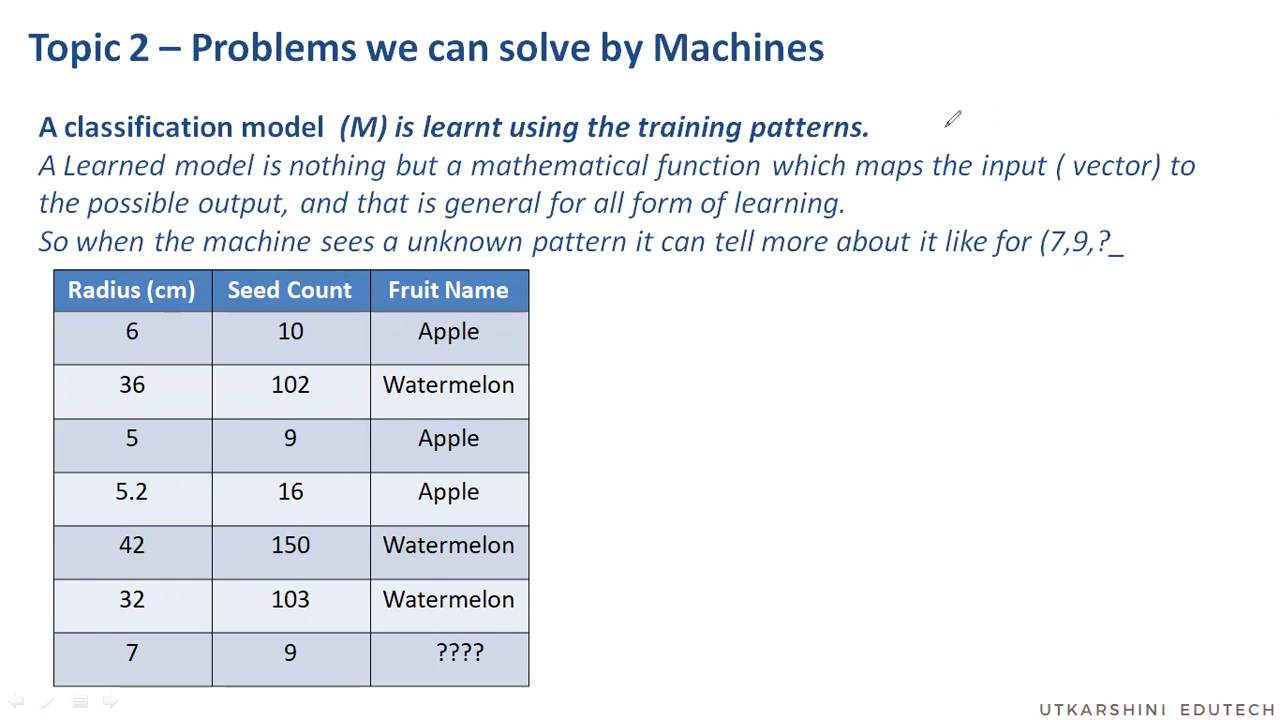 Topic 2 – Problems we can solve by Machines
A classification model (M) is learnt using the training patterns.
A Learned model is nothing but a mathematical function which maps the input ( vector) to
the possible output, and that is general for all form of learning.
So when the machine sees a unknown pattern it can tell more about it like for (7,9,?_
Radius (cm) Seed Count Fruit Name
6 10 Apple
36 102 Watermelon
5 9 Apple
5.2 16 Apple
42 150 Watermelon
32 103 Watermelon
7 9 ????
UTKARSHINI EDUTECH